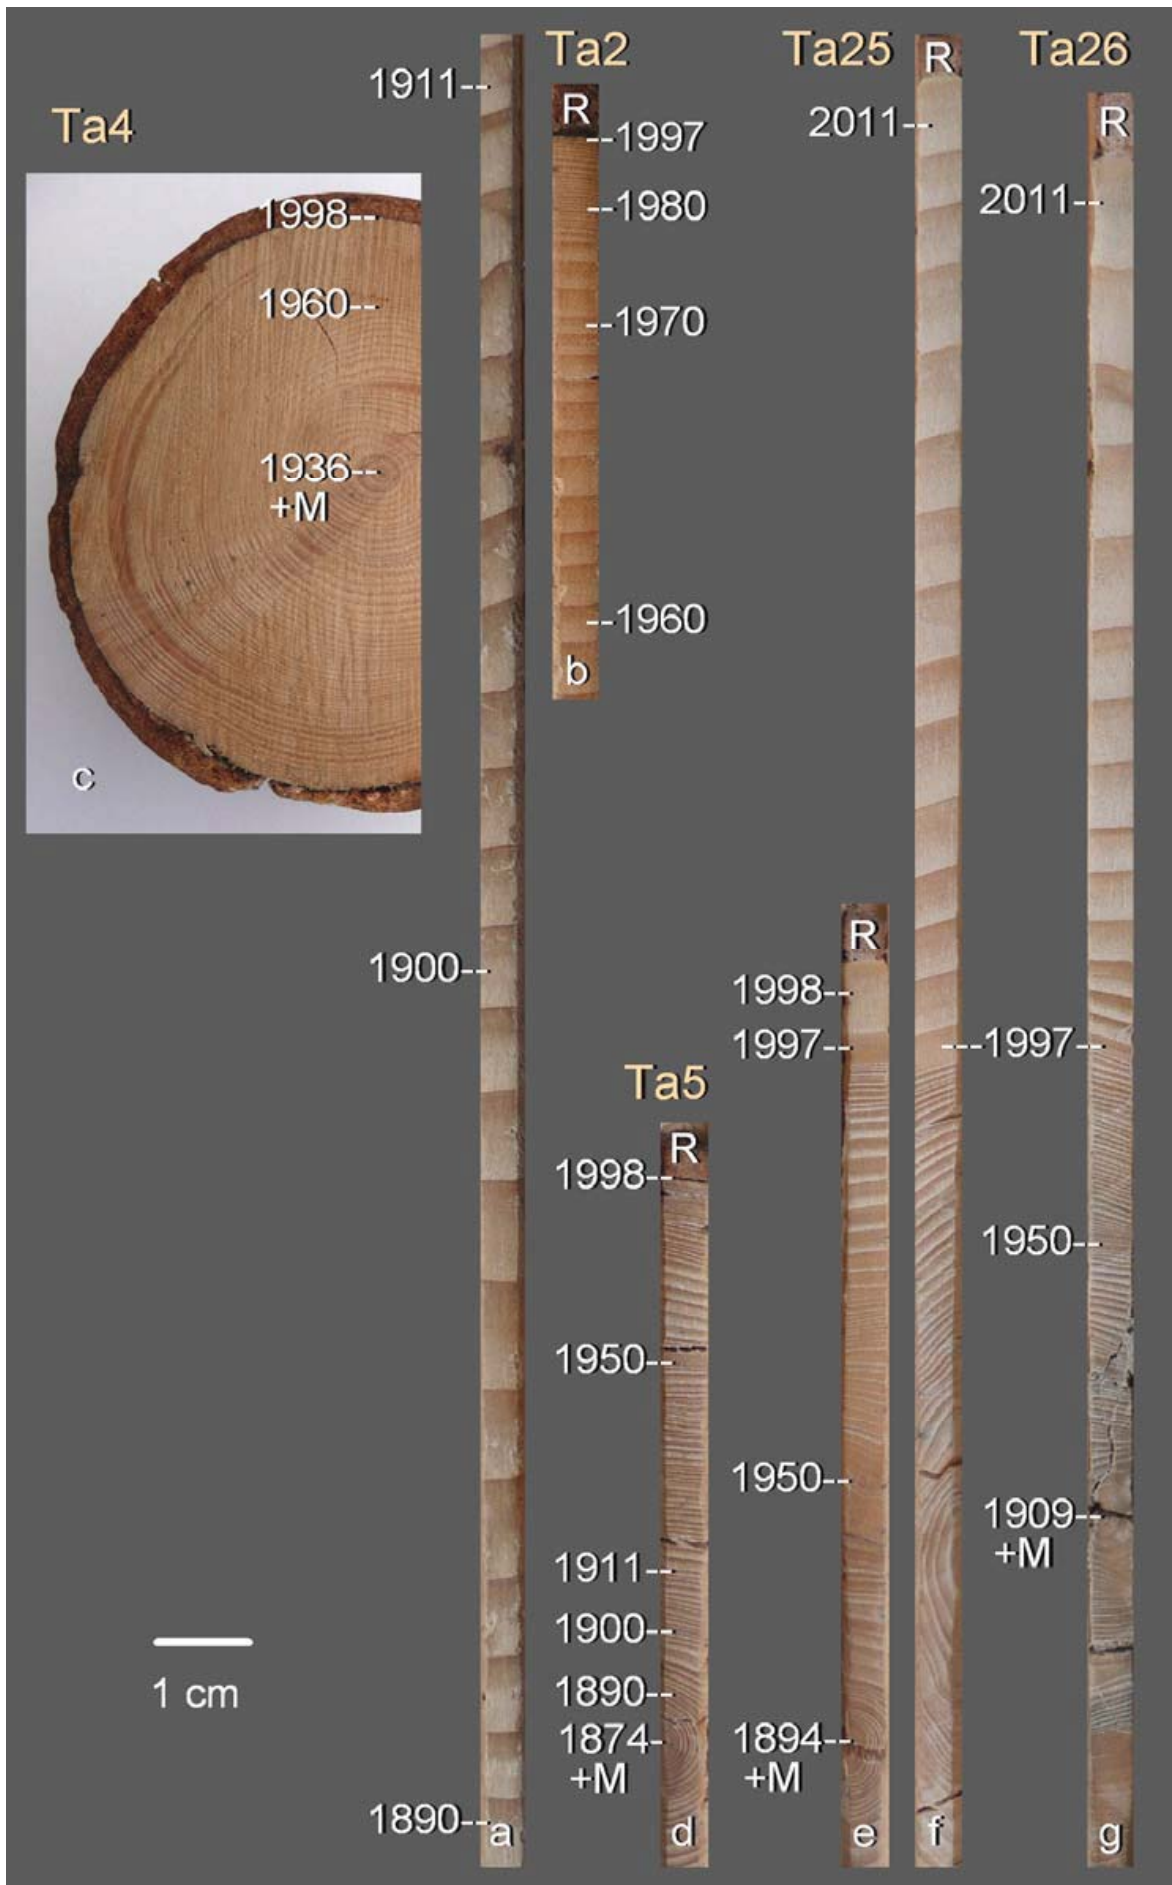 Ta4
1998--
1960--
1936--
+M
c
1911--
1900--
1890--
a
Ta2
R
--1997
--1980
--1970
--1960
b
Ta5
R
1998--
1950--
1911--
1900--
1890--
1874--
+M
d
Ta25
R
1998--
1997--
1950--
1894--
+M
e
R
2011--
---1997--
f
Ta26
R
2011--
1950--
1909--
+M
g
1 cm